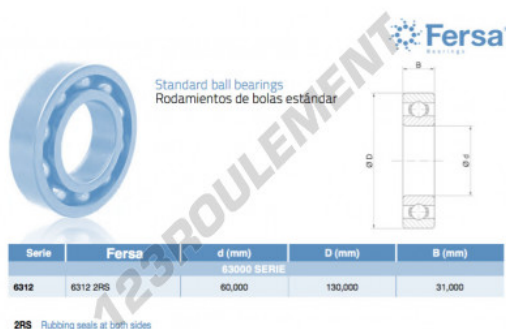 Fersa
Bearings
Standard ball bearings
Rodamientos de bolas estándar
B
Ø D
Ø d
Serie Fersa d (mm) D (mm) B (mm)
63000 SERIE
6312 6312 2RS 60,000 130,000 31,000
2RS Rubbing seals at both sides
123ROULEMENT